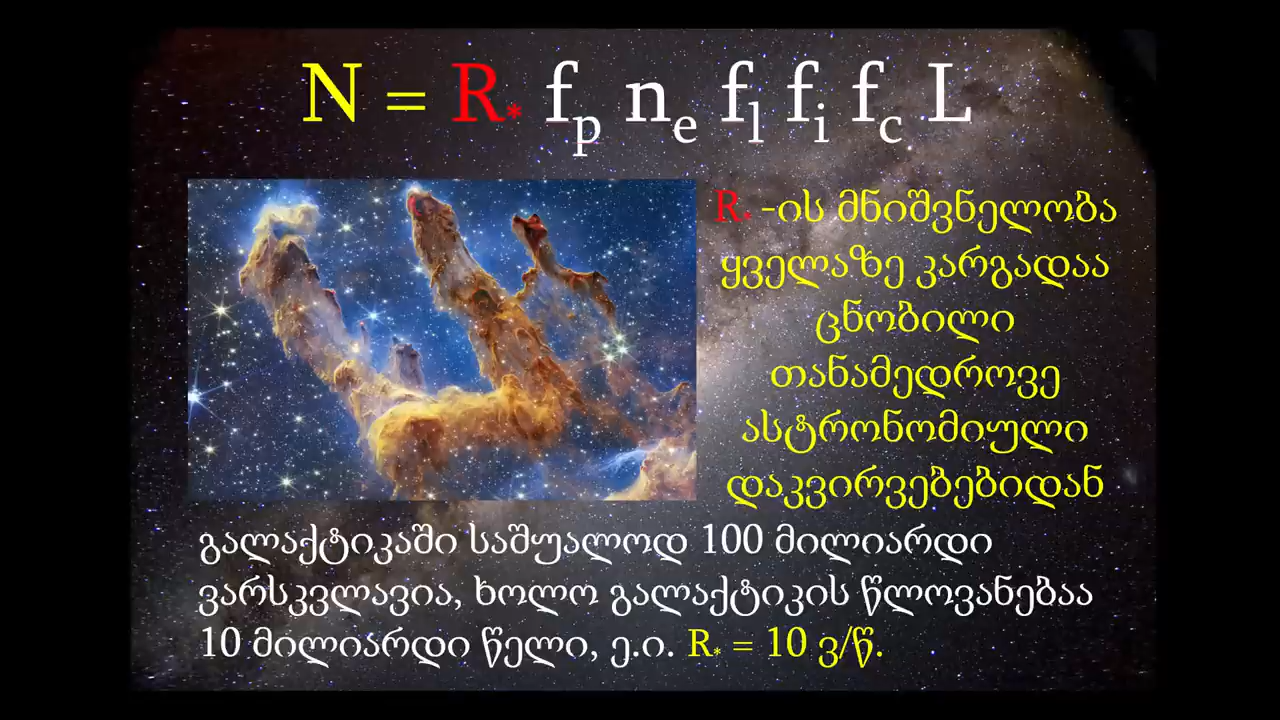 N = R* fp ne fl fi fc L
R* -ის მნიშვნელობა
ყველაზე კარგადაა
ცნობილი
თანამედროვე
ასტრონომიული
დაკვირვებებიდან
გალაქტიკაში საშუალოდ 100 მილიარდი
ვარსკვლავია, ხოლო გალაქტიკის წლოვანებაა
10 მილიარდი წელი, ე.ი. R* = 10 ვ/წ.